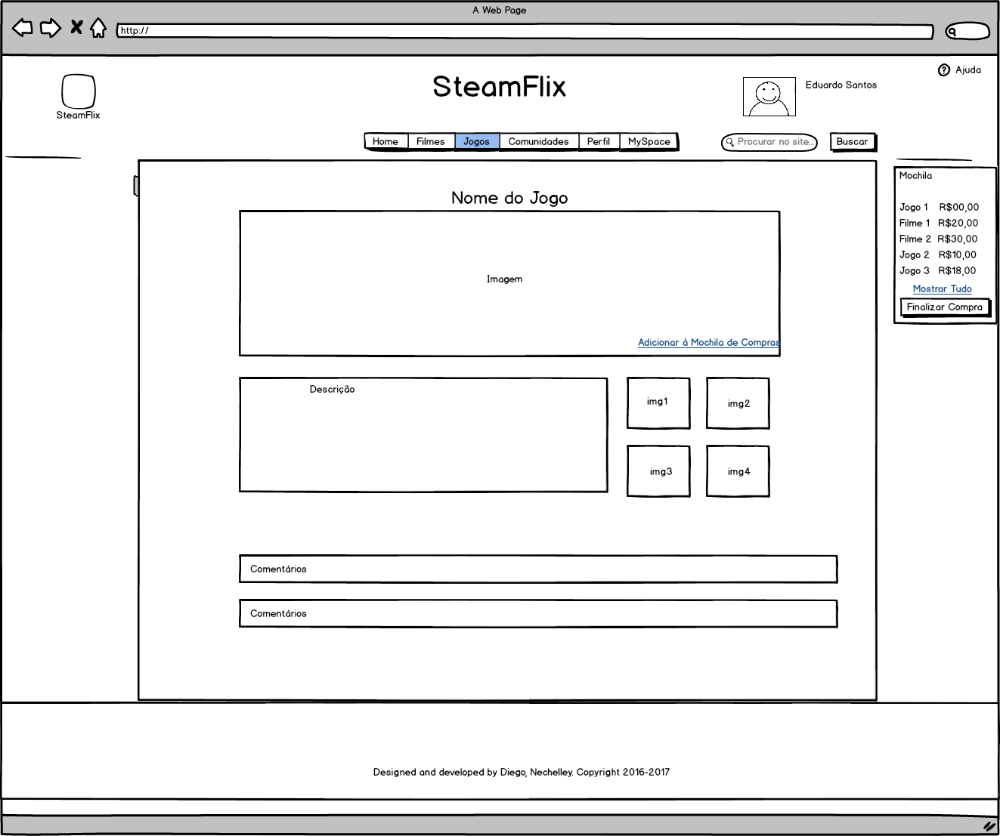 A Web Page
http://
Ajuda
SteamFlix
Eduardo Santos
SteamFlix
Home Filmes Jogos Comunidades Perfil MySpace
Procurar no site...
Buscar
Mochila
Jogo 1 R$00,00
Filme 1 R$20,00
Filme 2 R$30,00
Jogo 2 R$10,00
Jogo 3 R$18,00
Mostrar Tudo
Finalizar Compra
Nome do Jogo
Imagem
Adicionar à Mochila de Compras
Descrição
img1
img2
img3
img4
Comentários
Comentários
Designed and developed by Diego, Nechelley. Copyright 2016-2017